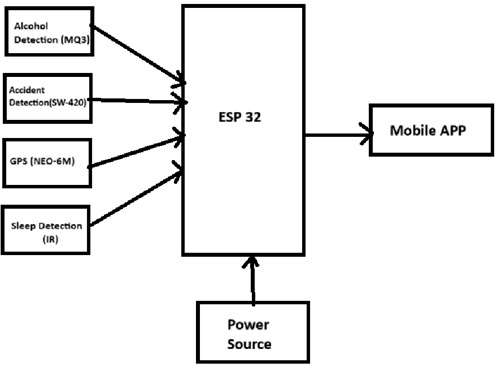 Alcohol
Detection (MQ3)
Accident
Detection(SW-420)
GPS (NEO-6M)
Sleep Detection
(IR)
ESP 32
Mobile APP
Power
Source